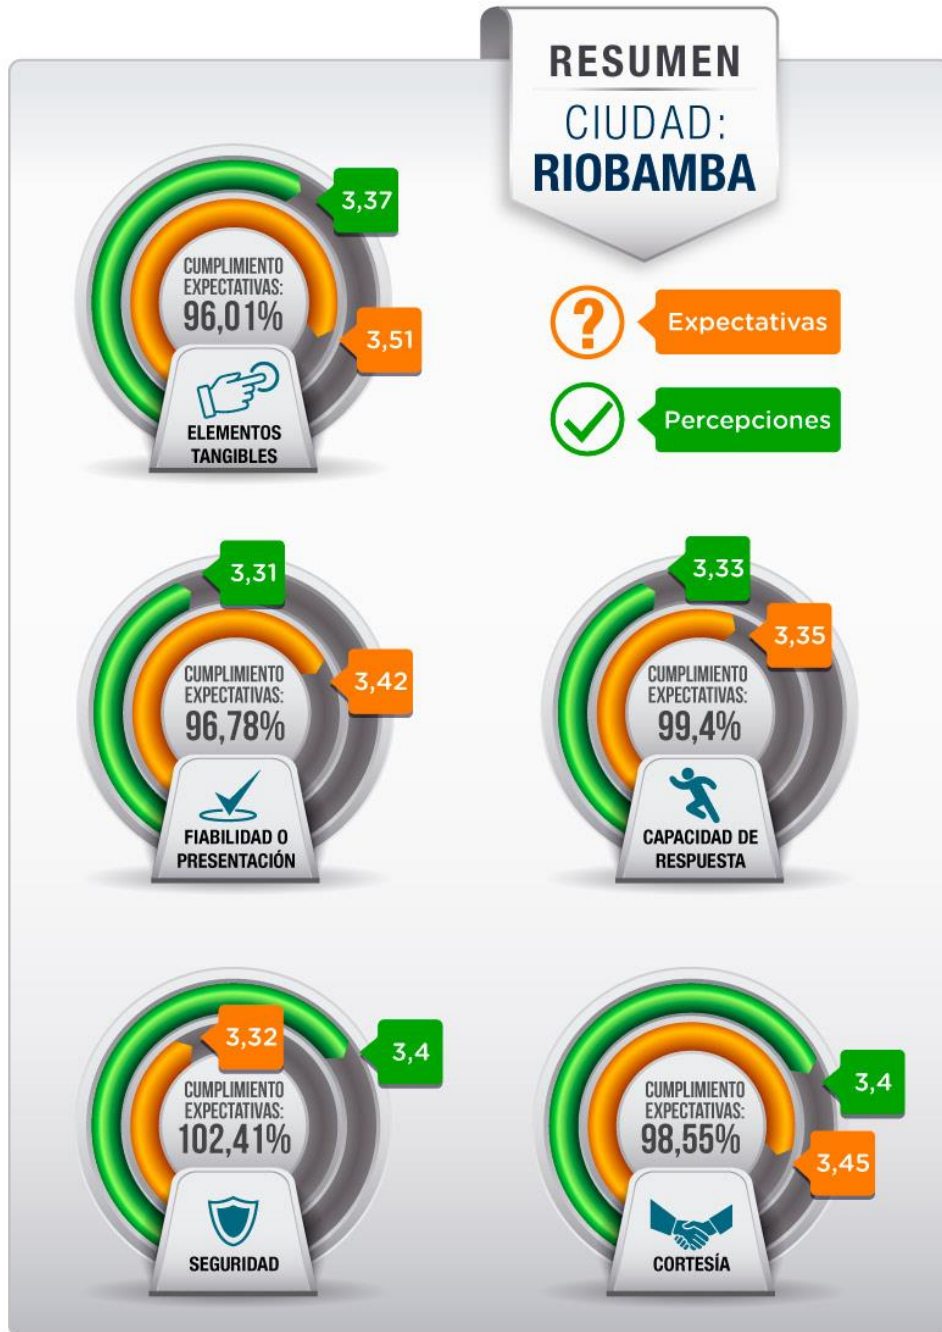 RESUMEN
CIUDAD:
RIOBAMBA
3,37
CUMPLIMIENTO
EXPECTATIVAS:
96,01%
3,51
ELEMENTOS
TANGIBLES
?
Expectativas
Percepciones
3,31
3,42
CUMPLIMIENTO
EXPECTATIVAS:
96,78%
FIABILIDAD O
PRESENTACIÓN
3,33
3,35
CUMPLIMIENTO
EXPECTATIVAS:
99,4%
CAPACIDAD DE
RESPUESTA
3,32
3,4
CUMPLIMIENTO
EXPECTATIVAS:
102,41%
SEGURIDAD
3,4
CUMPLIMIENTO
EXPECTATIVAS:
98,55%
3,45
CORTESÍA